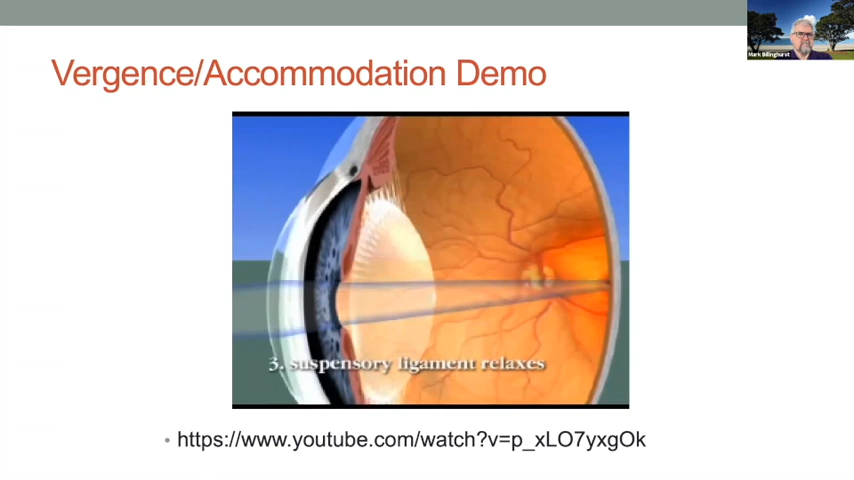 Vergence/Accommodation Demo
Mark Billinghurst
3. suspensory ligament relaxes
• https://www.youtube.com/watch?v=p_xLO7yxgOk